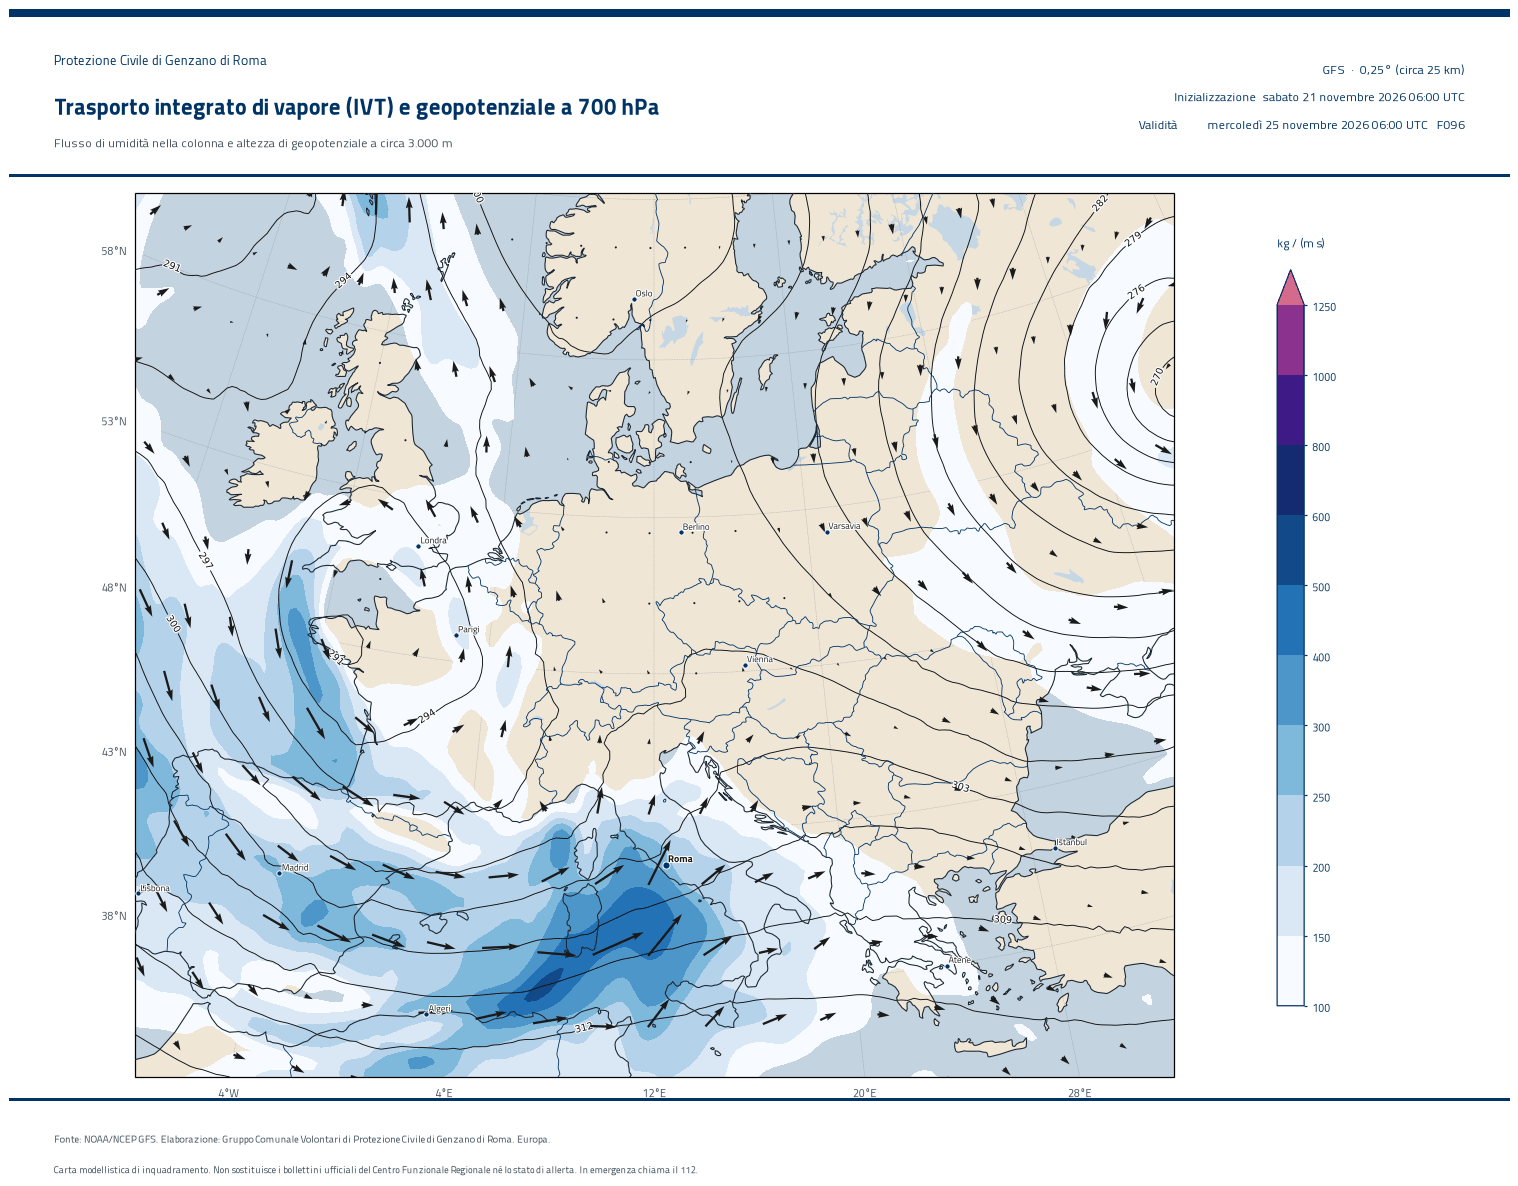 Protezione Civile di Genzano di Roma
Trasporto integrato di vapore (IVT) e geopotenziale a 700 hPa
Flusso di umidità nella colonna e altezza di geopotenziale a circa 3.000 m
GFS · 0,25° (circa 25 km)
Inizializzazione sabato 21 novembre 2026 06:00 UTC
Validità mercoledì 25 novembre 2026 06:00 UTC F096
kg / (m s)
1250
1000
800
600
500
400
300
250
200
150
100
58°N
53°N
48°N
43°N
38°N
4°W
4°E
12°E
20°E
28°E
282
279
276
270
291
294
297
300
297
294
303
309
312
Oslo
Londra
Berlino
Varsavia
Parigi
Vienna
Madrid
Roma
Istanbul
Lisbona
Atene
Algeri
Fonte: NOAA/NCEP GFS. Elaborazione: Gruppo Comunale Volontari di Protezione Civile di Genzano di Roma. Europa.
Carta modellistica di inquadramento. Non sostituisce i bollettini ufficiali del Centro Funzionale Regionale né lo stato di allerta. In emergenza chiama il 112.